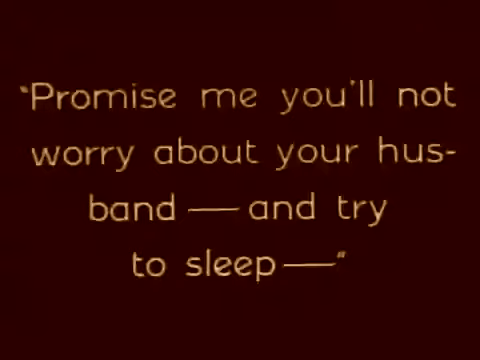 "Promise me you'll not
worry about your hus-
band — and try
to sleep —"